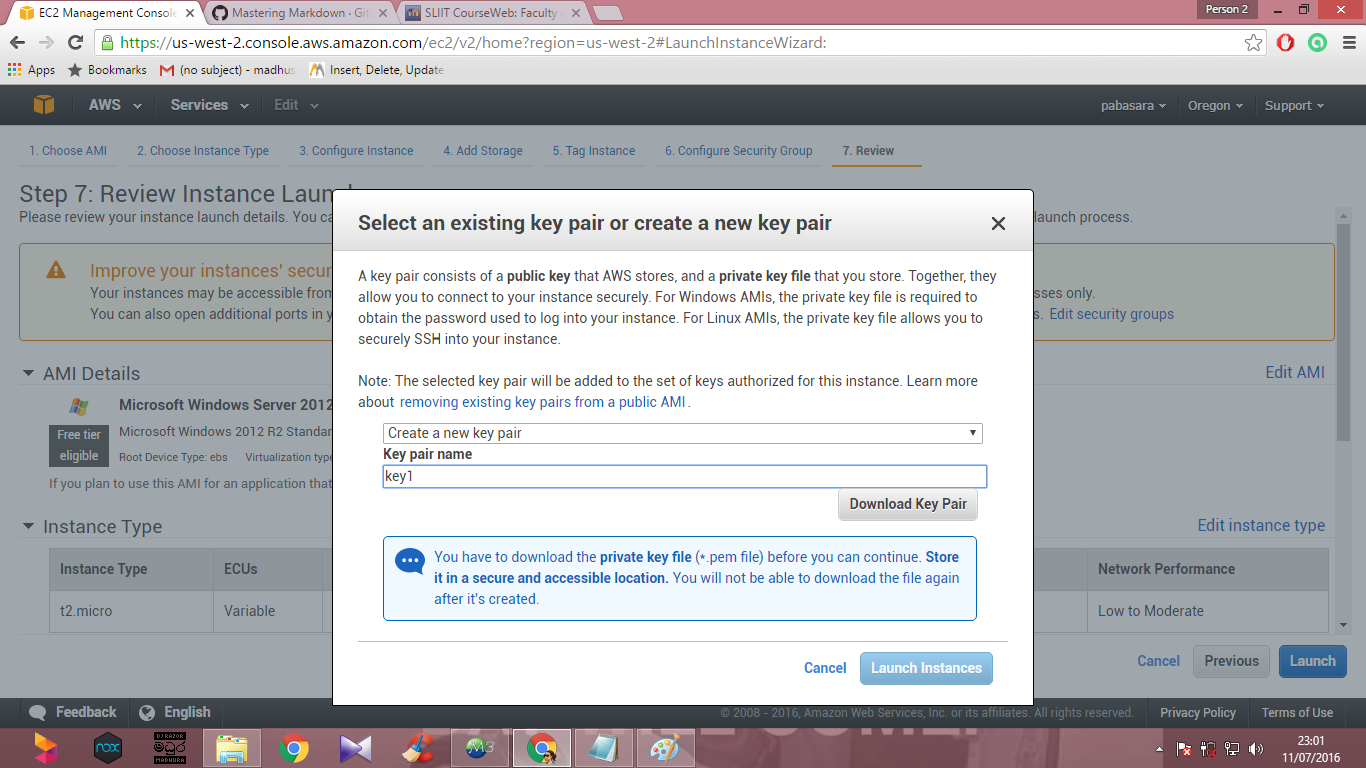 EC2 Management Console
Mastering Markdown · Git
SLIIT CourseWeb: Faculty
Person 2
https://us-west-2.console.aws.amazon.com/ec2/v2/home?region=us-west-2#LaunchInstanceWizard:
Apps
Bookmarks
(no subject) - madhus
Insert, Delete, Update
AWS
Services
Edit
pabasara
Oregon
Support
1. Choose AMI
2. Choose Instance Type
3. Configure Instance
4. Add Storage
5. Tag Instance
6. Configure Security Group
7. Review
Step 7: Review Instance Laun
Please review your instance launch details. You ca
launch process.
Improve your instances' secur
Your instances may be accessible from
sses only.
You can also open additional ports in y
s. Edit security groups
AMI Details
Edit AMI
Microsoft Windows Server 2012
Free tier
eligible
Microsoft Windows 2012 R2 Standar
Root Device Type: ebs
Virtualization type
If you plan to use this AMI for an application that
Instance Type
Edit instance type
Instance Type
ECUs
Network Performance
t2.micro
Variable
Low to Moderate
Cancel
Previous
Launch
Select an existing key pair or create a new key pair
A key pair consists of a public key that AWS stores, and a private key file that you store. Together, they
allow you to connect to your instance securely. For Windows AMIs, the private key file is required to
obtain the password used to log into your instance. For Linux AMIs, the private key file allows you to
securely SSH into your instance.
Note: The selected key pair will be added to the set of keys authorized for this instance. Learn more
about removing existing key pairs from a public AMI .
Create a new key pair
Key pair name
key1
Download Key Pair
You have to download the private key file (*.pem file) before you can continue. Store
it in a secure and accessible location. You will not be able to download the file again
after it's created.
Cancel
Launch Instances
Feedback
English
© 2008 - 2016, Amazon Web Services, Inc. or its affiliates. All rights reserved.
Privacy Policy
Terms of Use
nox
DJ RAZOR
MADHURA
M3
23:01
11/07/2016